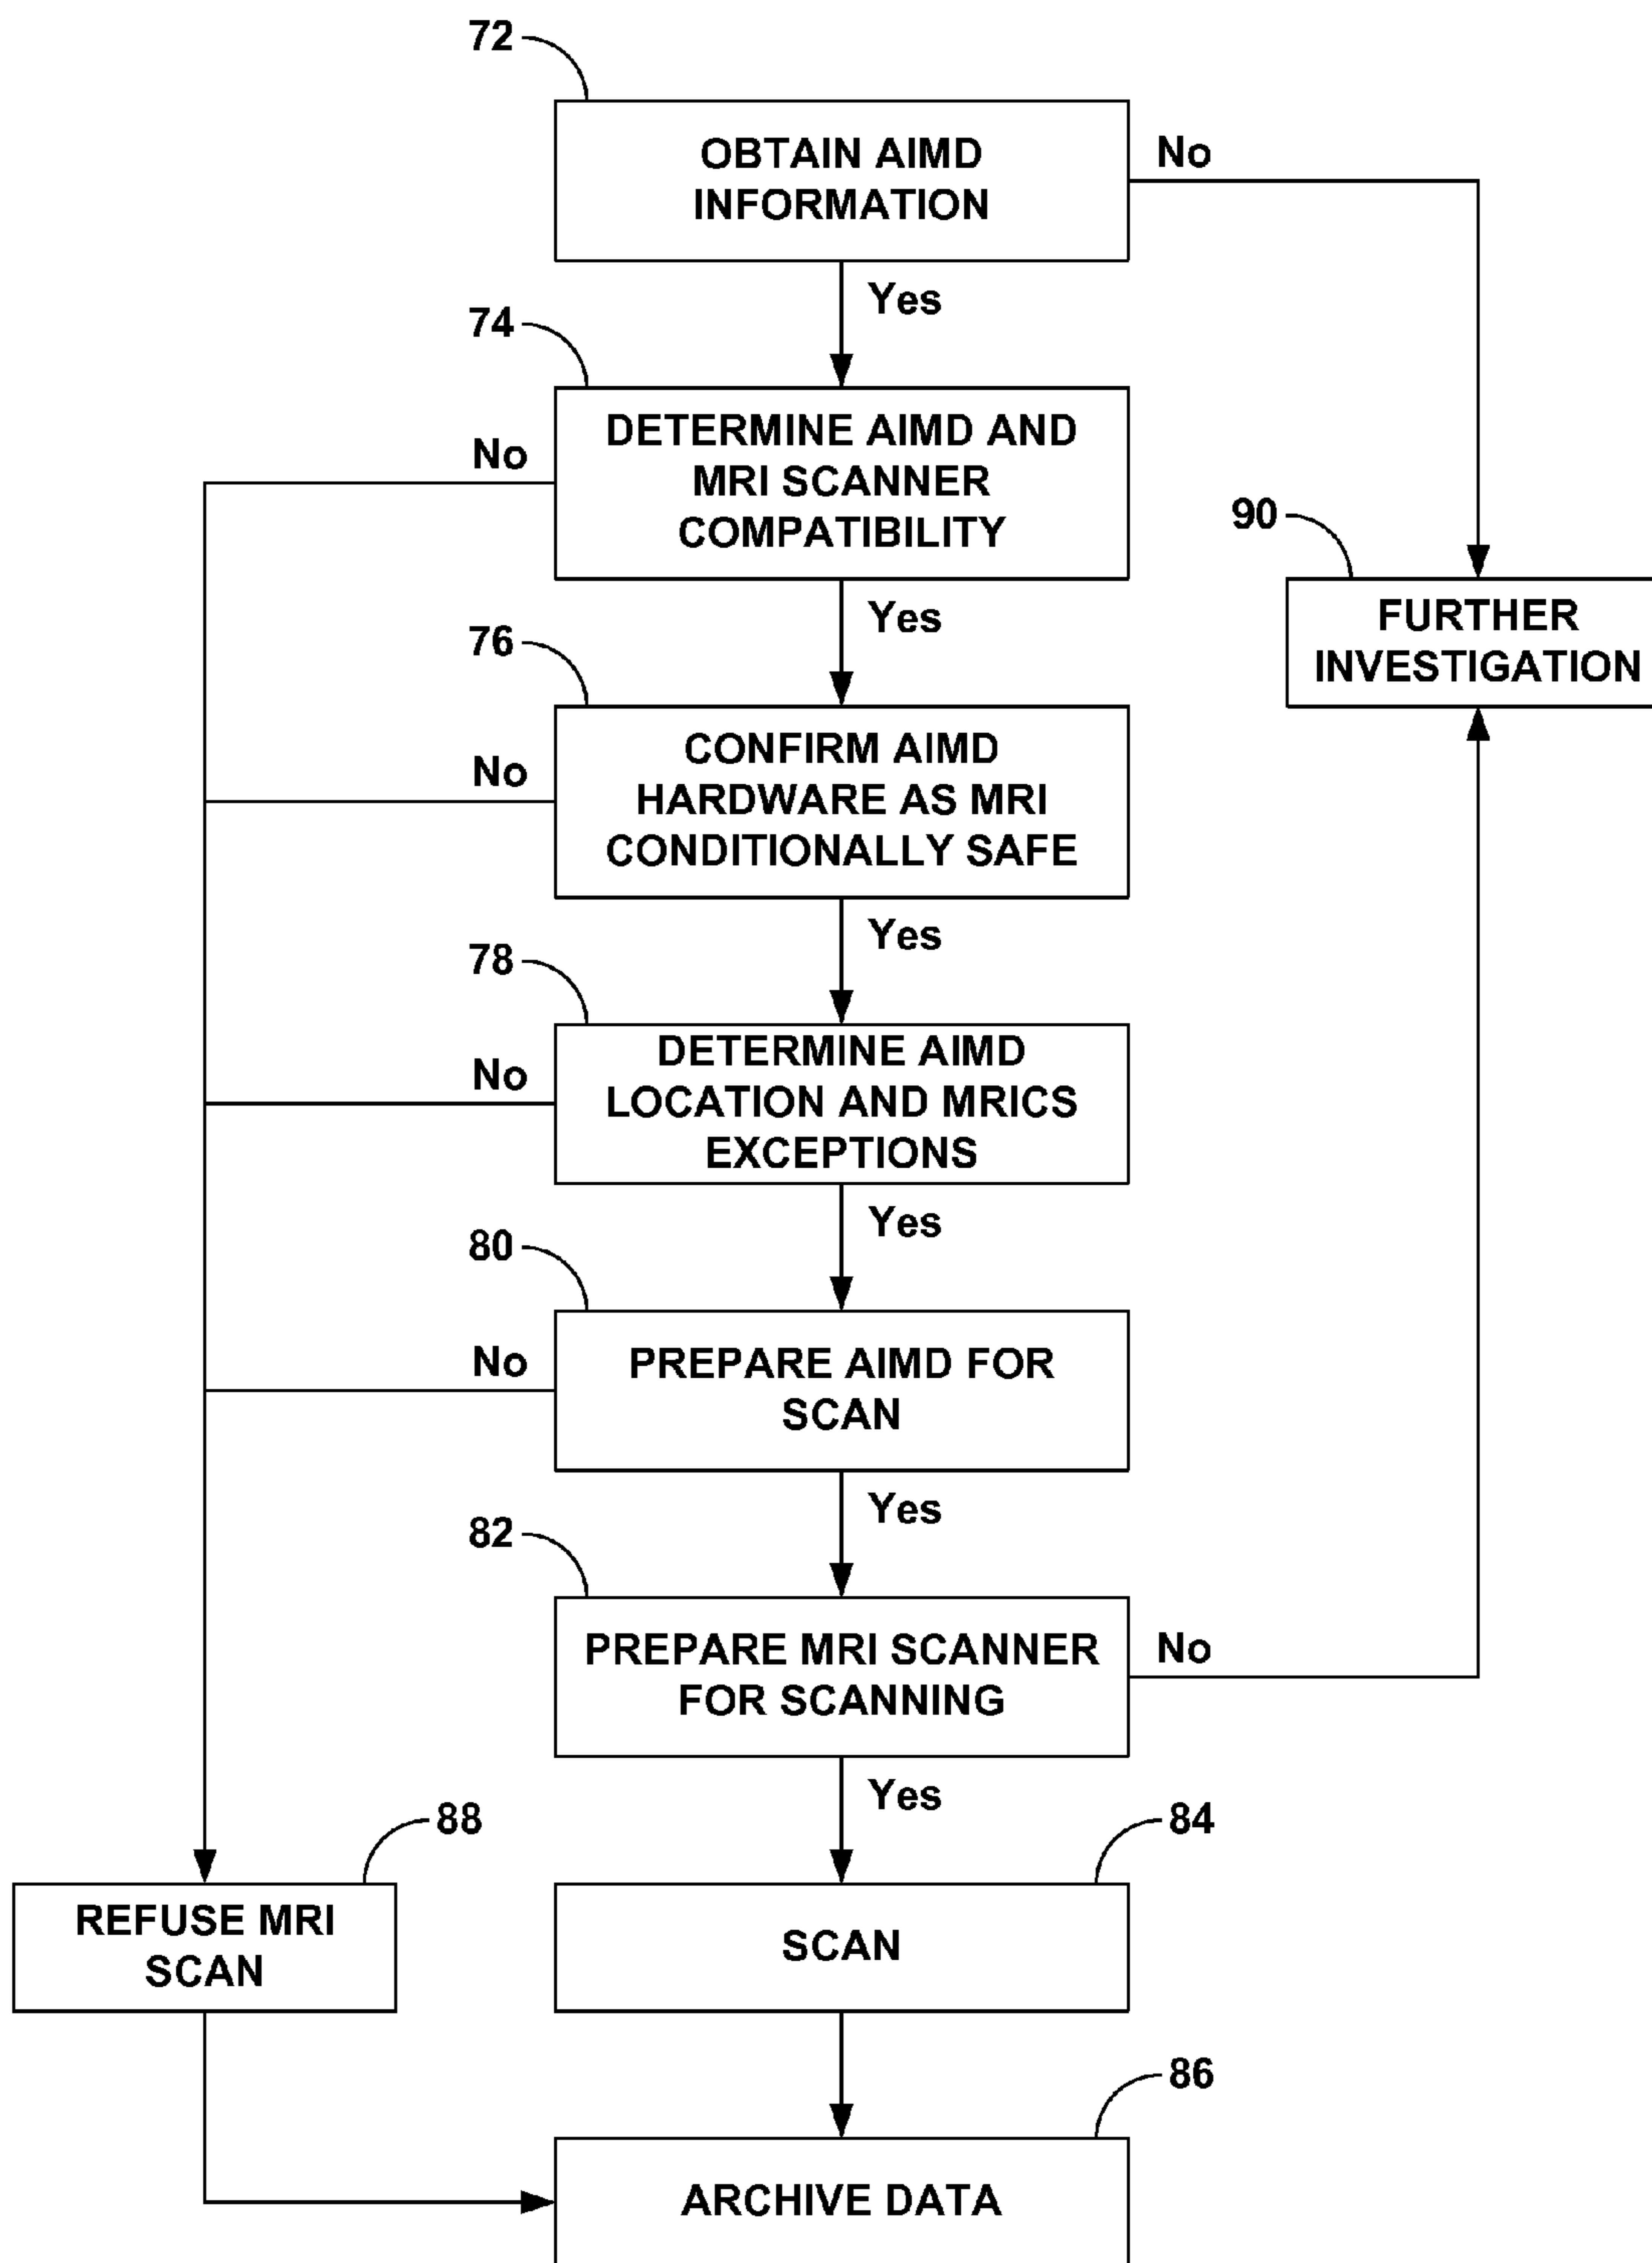 72
OBTAIN AIMD
INFORMATION
No
Yes
74
DETERMINE AIMD AND
MRI SCANNER
COMPATIBILITY
No
Yes
90
FURTHER
INVESTIGATION
76
CONFIRM AIMD
HARDWARE AS MRI
CONDITIONALLY SAFE
No
Yes
78
DETERMINE AIMD
LOCATION AND MRICS
EXCEPTIONS
No
Yes
80
PREPARE AIMD FOR
SCAN
No
Yes
82
PREPARE MRI SCANNER
FOR SCANNING
No
Yes
88
REFUSE MRI
SCAN
84
SCAN
86
ARCHIVE DATA